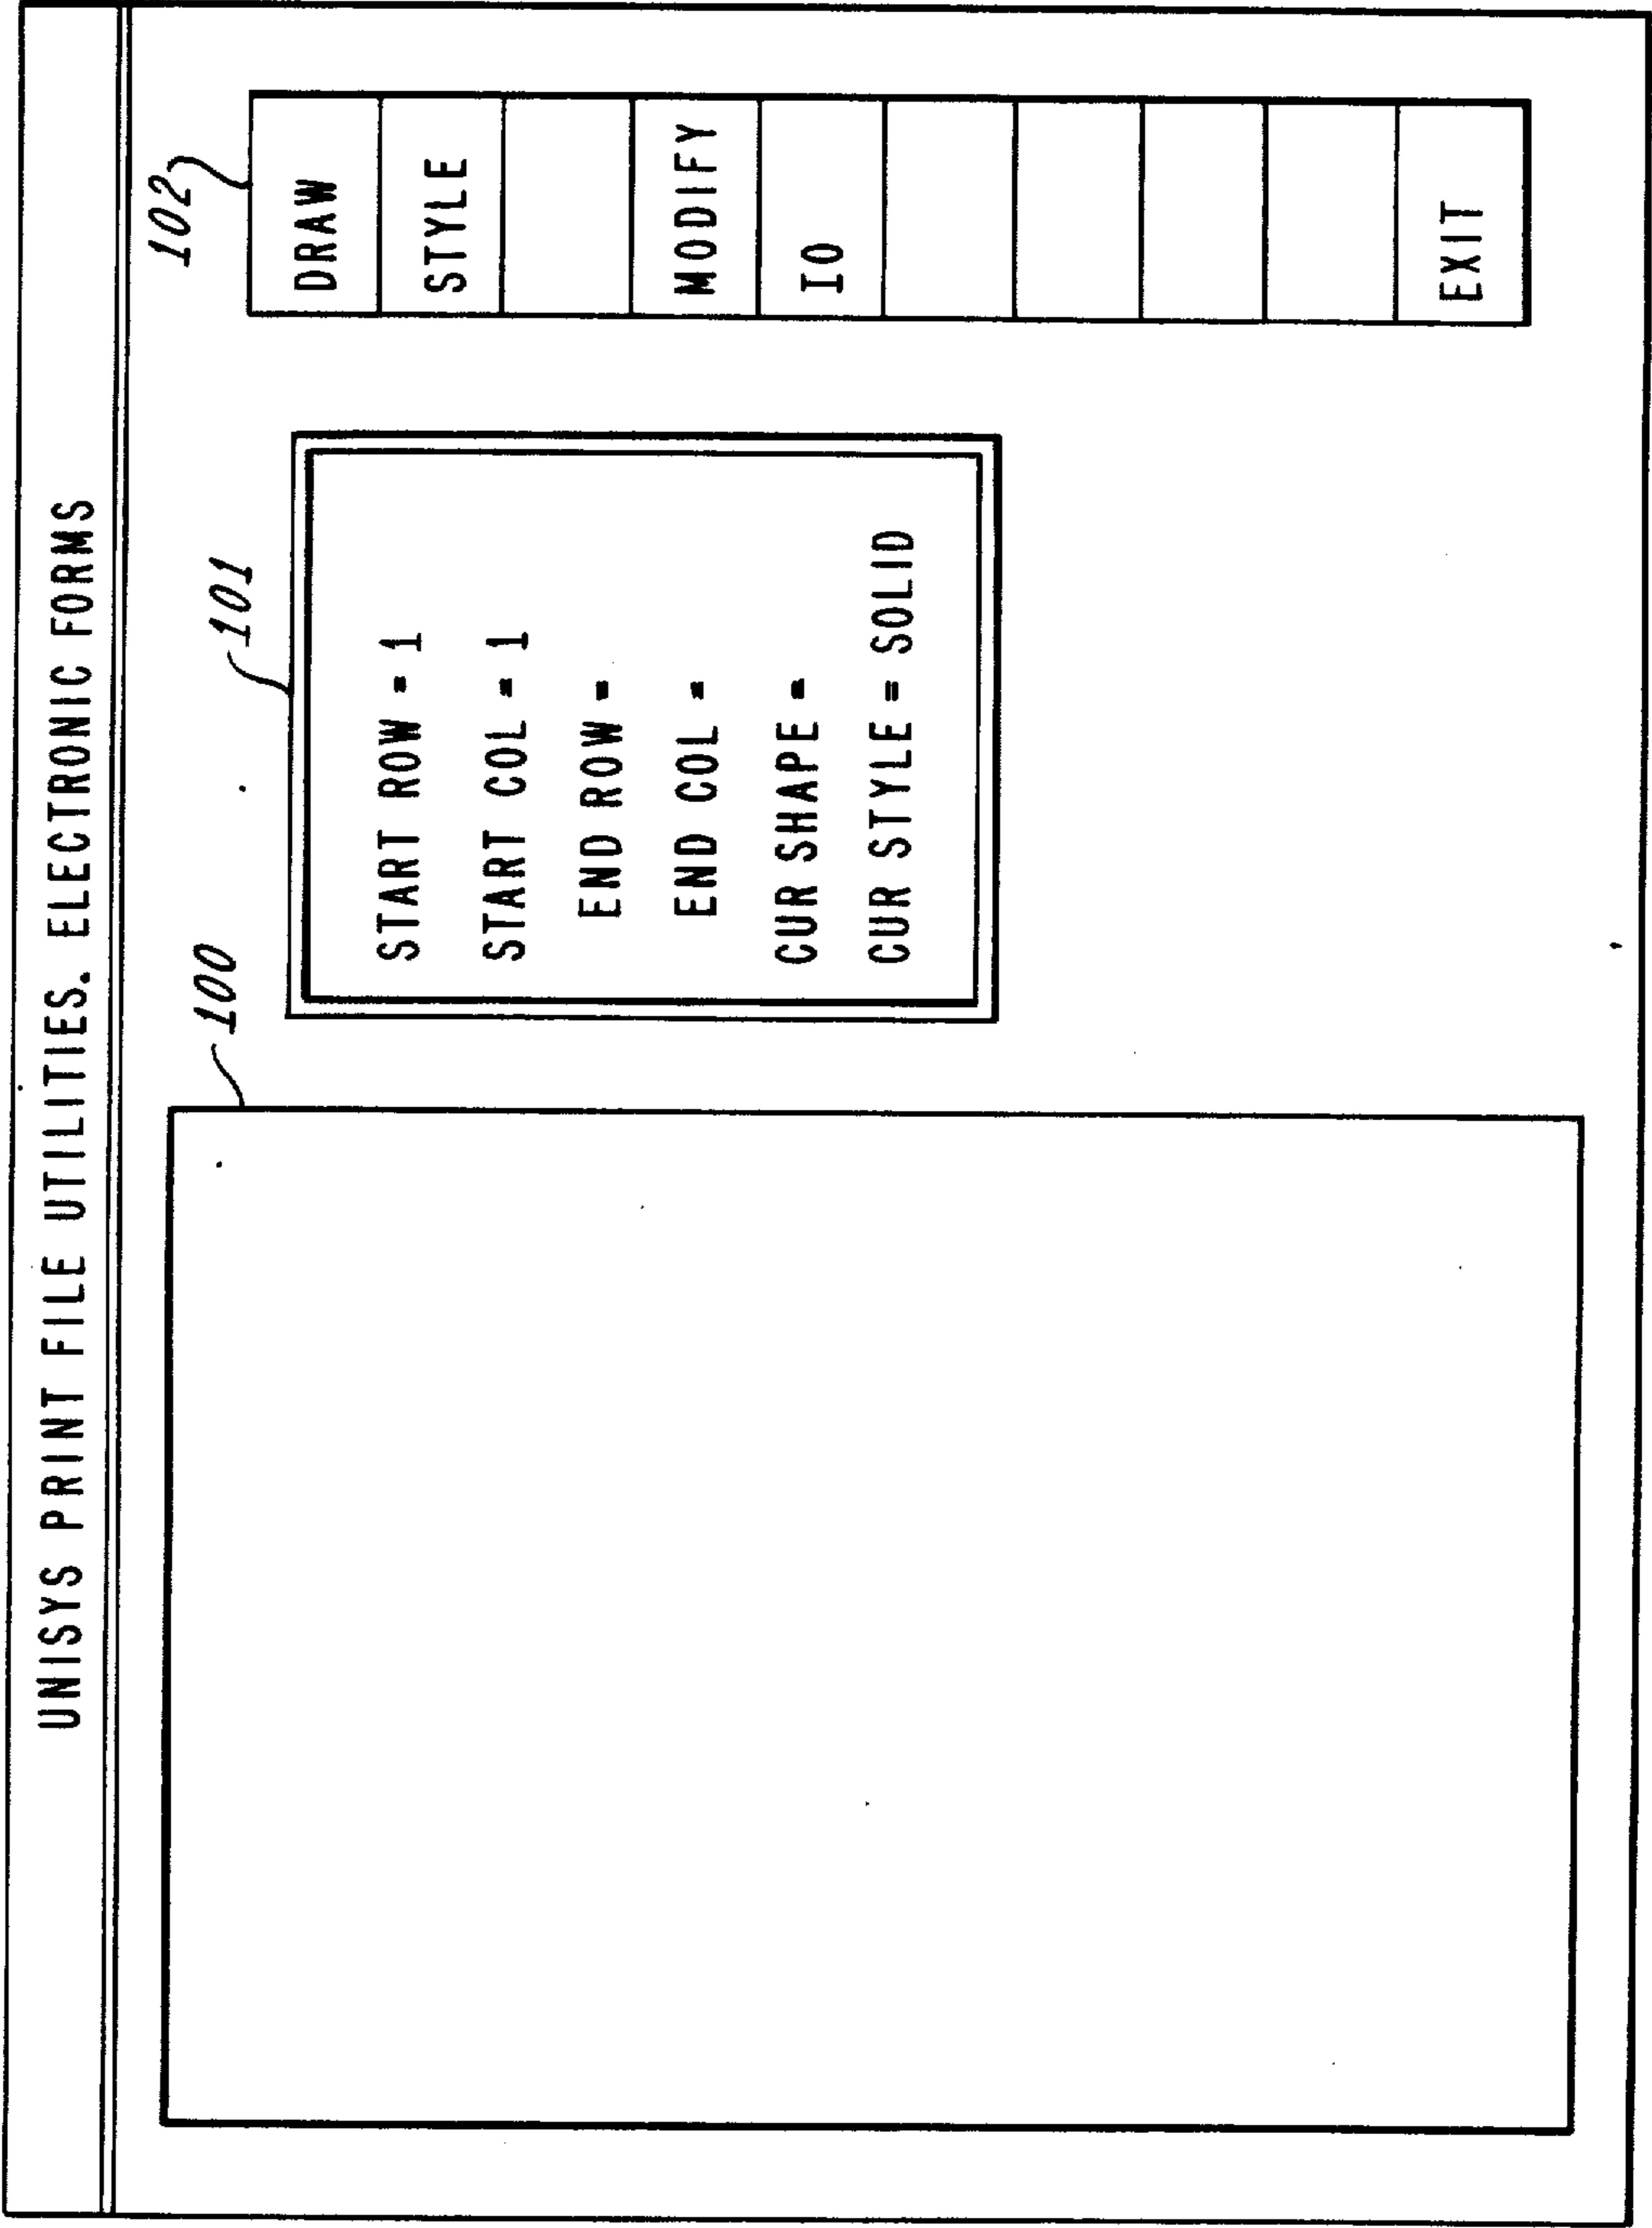 UNISYS PRINT FILE UTILITIES. ELECTRONIC FORMS
100
101
START ROW = 1
START COL = 1
END ROW =
END COL =
CUR SHAPE =
CUR STYLE = SOLID
102
DRAW
STYLE
MODIFY
IO
EXIT